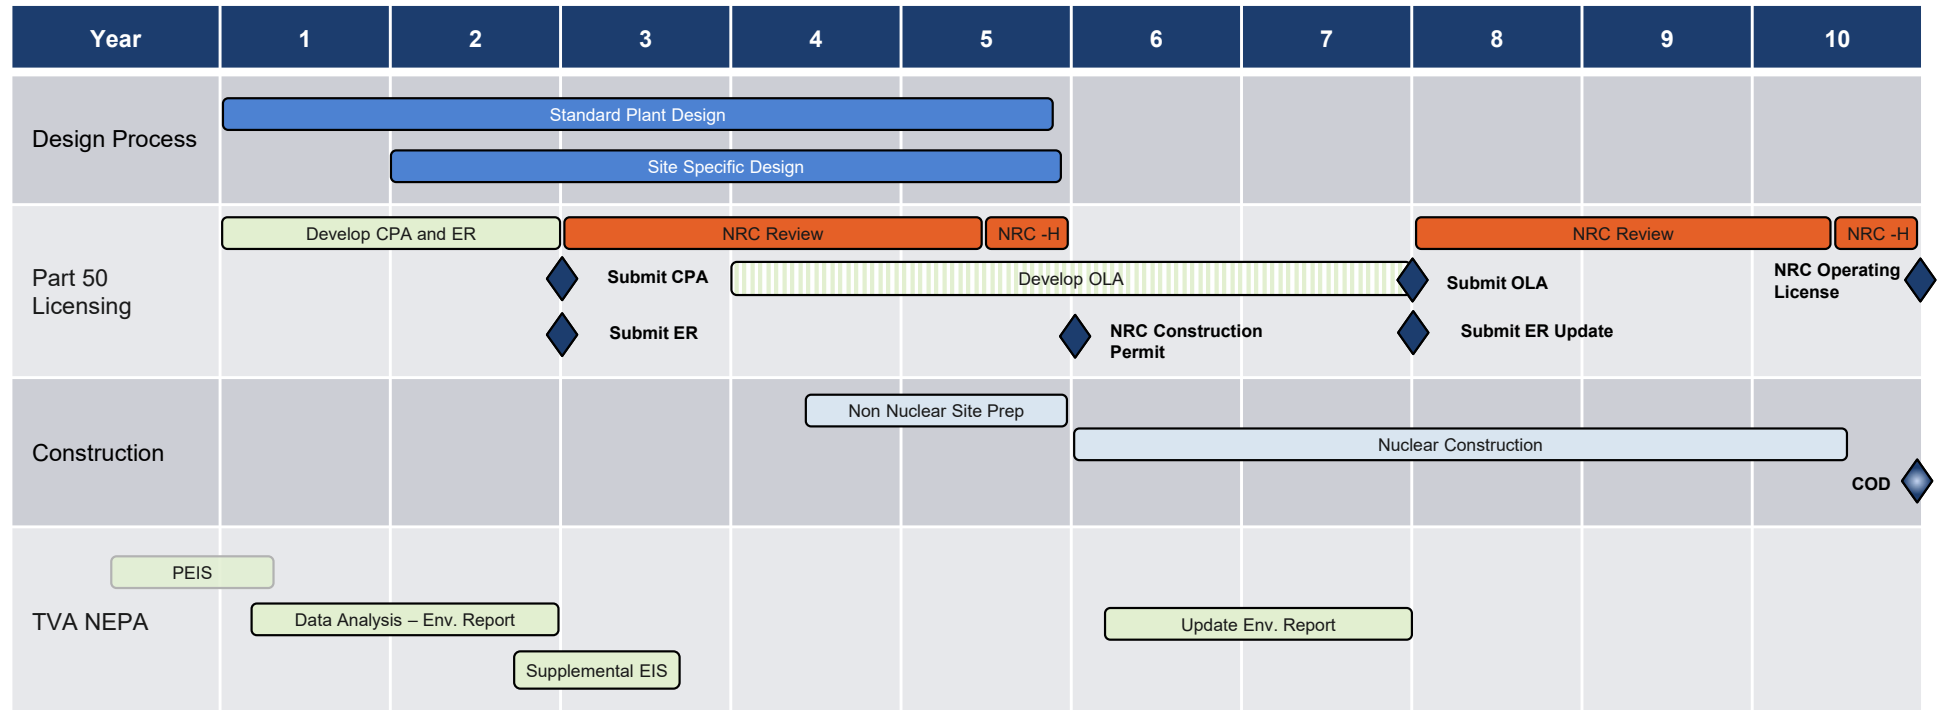 Year 1 2 3 4 5 6 7 8 9 10
Design Process
Standard Plant Design
Site Specific Design
Part 50
Licensing
Develop CPA and ER
NRC Review
NRC -H
NRC Review
NRC -H
Submit CPA
Develop OLA
Submit OLA
NRC Operating
License
Submit ER
NRC Construction
Permit
Submit ER Update
Construction
Non Nuclear Site Prep
Nuclear Construction
COD
TVA NEPA
PEIS
Data Analysis – Env. Report
Update Env. Report
Supplemental EIS